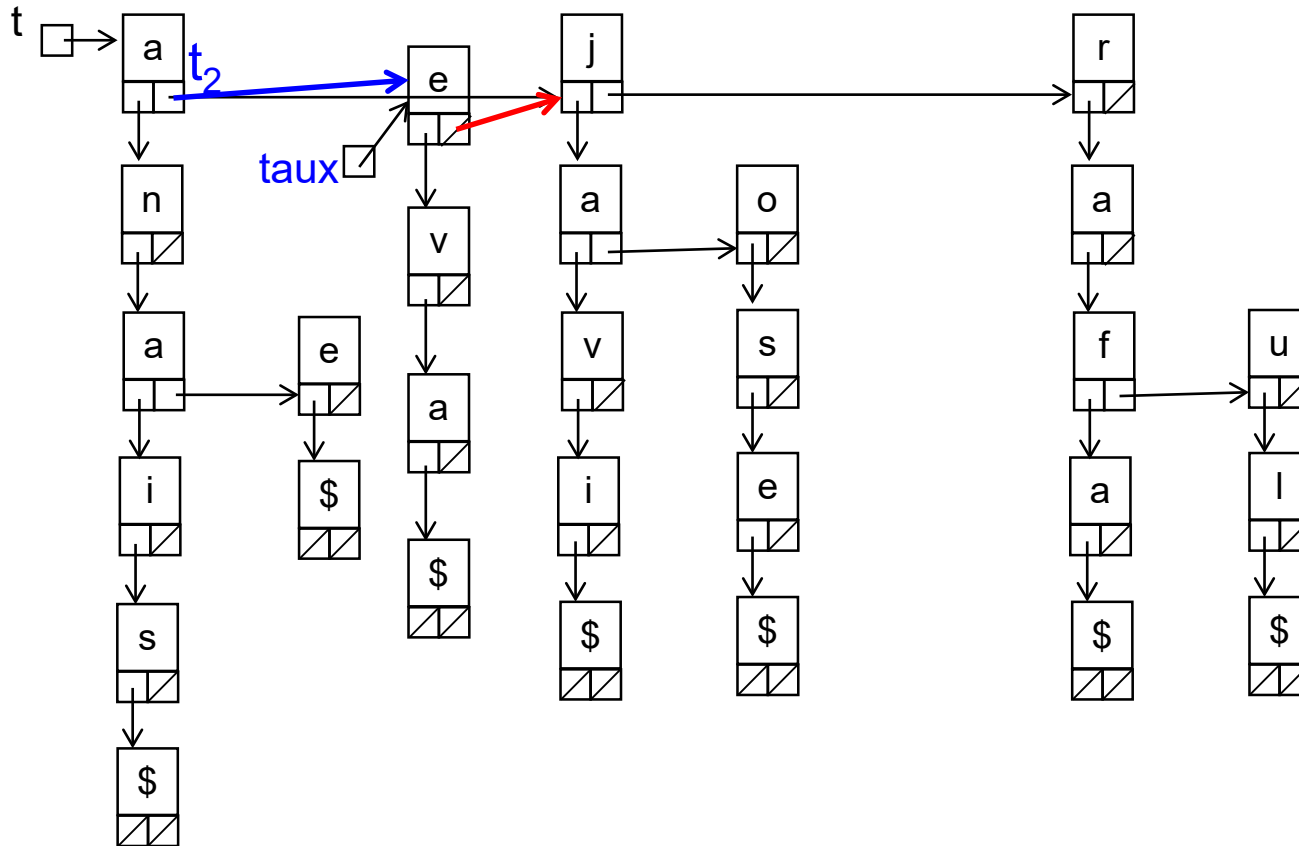 t a t₂ e j r
taux
n a o a
v
a e v s f u
a
i $ i e a l
$
s $ $ $ $
$